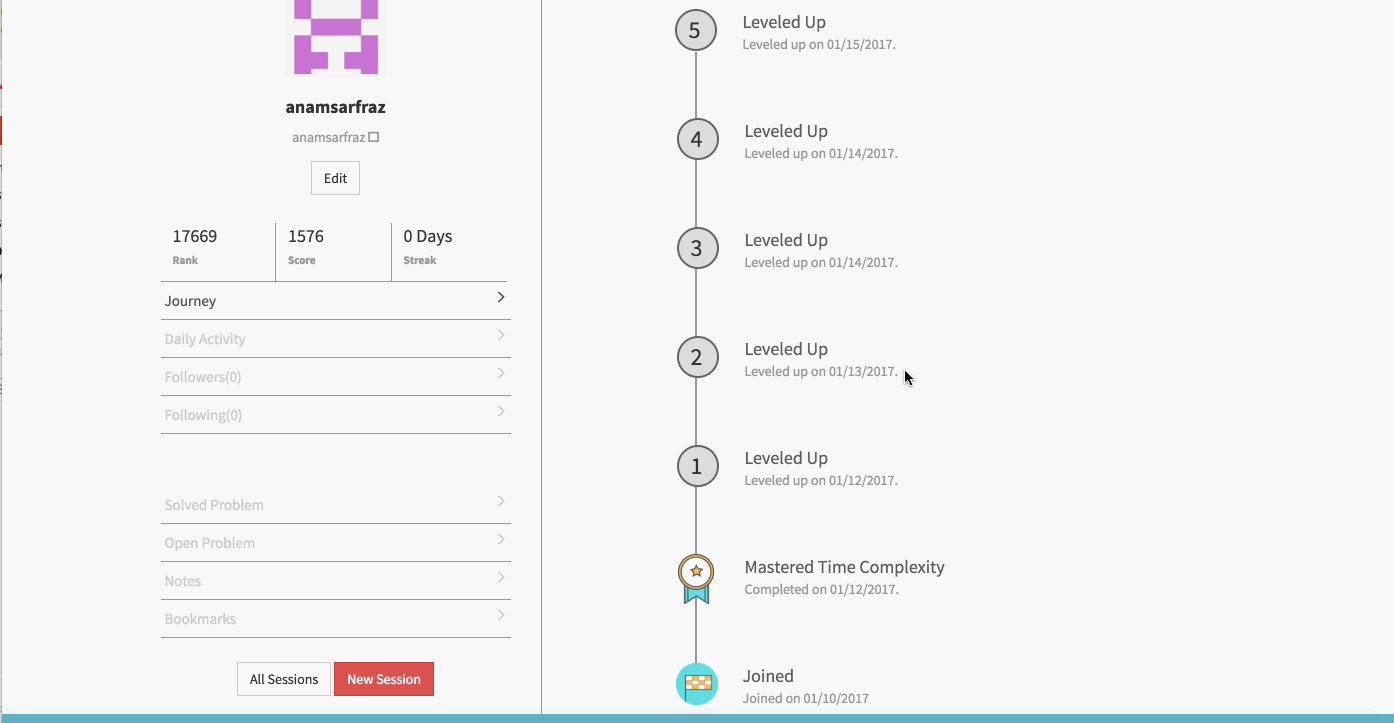 anamsarfraz
anamsarfraz
Edit
17669
Rank
1576
Score
0 Days
Streak
Journey
Daily Activity
Followers(0)
Following(0)
Solved Problem
Open Problem
Notes
Bookmarks
All Sessions
New Session
5
Leveled Up
Leveled up on 01/15/2017.
4
Leveled Up
Leveled up on 01/14/2017.
3
Leveled Up
Leveled up on 01/14/2017.
2
Leveled Up
Leveled up on 01/13/2017.
1
Leveled Up
Leveled up on 01/12/2017.
Mastered Time Complexity
Completed on 01/12/2017.
Joined
Joined on 01/10/2017